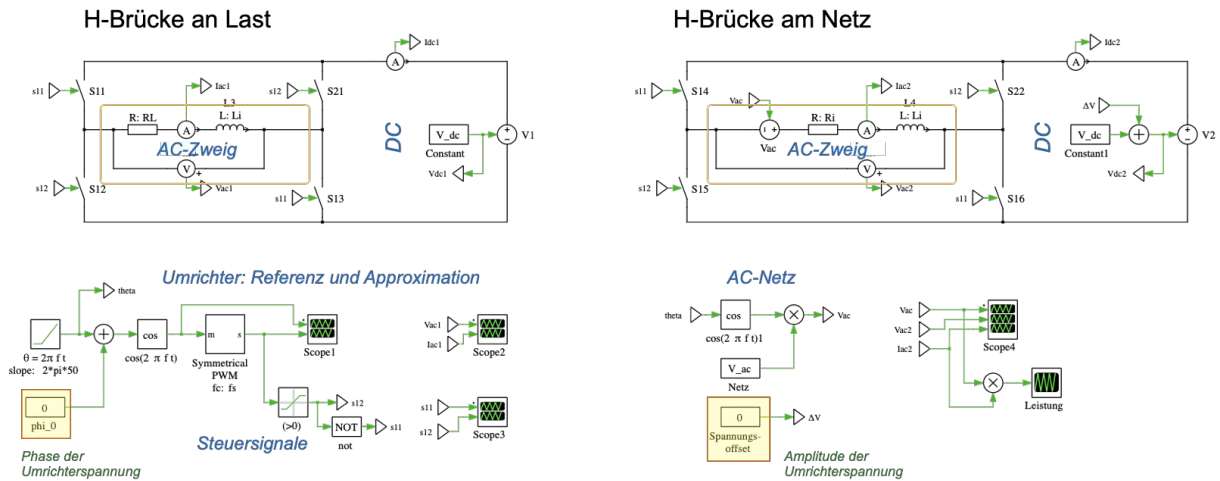 H-Brücke an Last
H-Brücke am Netz
Idc1
A
s11
S11
Iac1
s12
S21
L3
R: RL
A
L: Li
AC-Zweig
V
+
Vac1
s12
S12
s11
S13
DC
V_dc
Constant
Vdc1
+
-
V1
Idc2
A
s11
S14
Iac2
s12
S22
Vac
L4
+
Vac
R: Ri
A
L: Li
AC-Zweig
V
+
Vac2
s12
S15
s11
S16
DC
ΔV
V_dc
+
Constant1
Vdc2
+
-
V2
Umrichter: Referenz und Approximation
theta
θ = 2π f t
slope: 2*pi*50
+
cos
cos(2 π f t)
m
s
Symmetrical
PWM
fc: fs
Scope1
0
phi_0
Phase der
Umrichterspannung
(>0)
s12
NOT
not
s11
Steuersignale
Vac1
Iac1
Scope2
s11
s12
Scope3
AC-Netz
theta
cos
cos(2 π f t)1
×
Vac
V_ac
Netz
0
Spannungs-
offset
ΔV
Amplitude der
Umrichterspannung
Vac
Vac2
Iac2
Scope4
×
Leistung